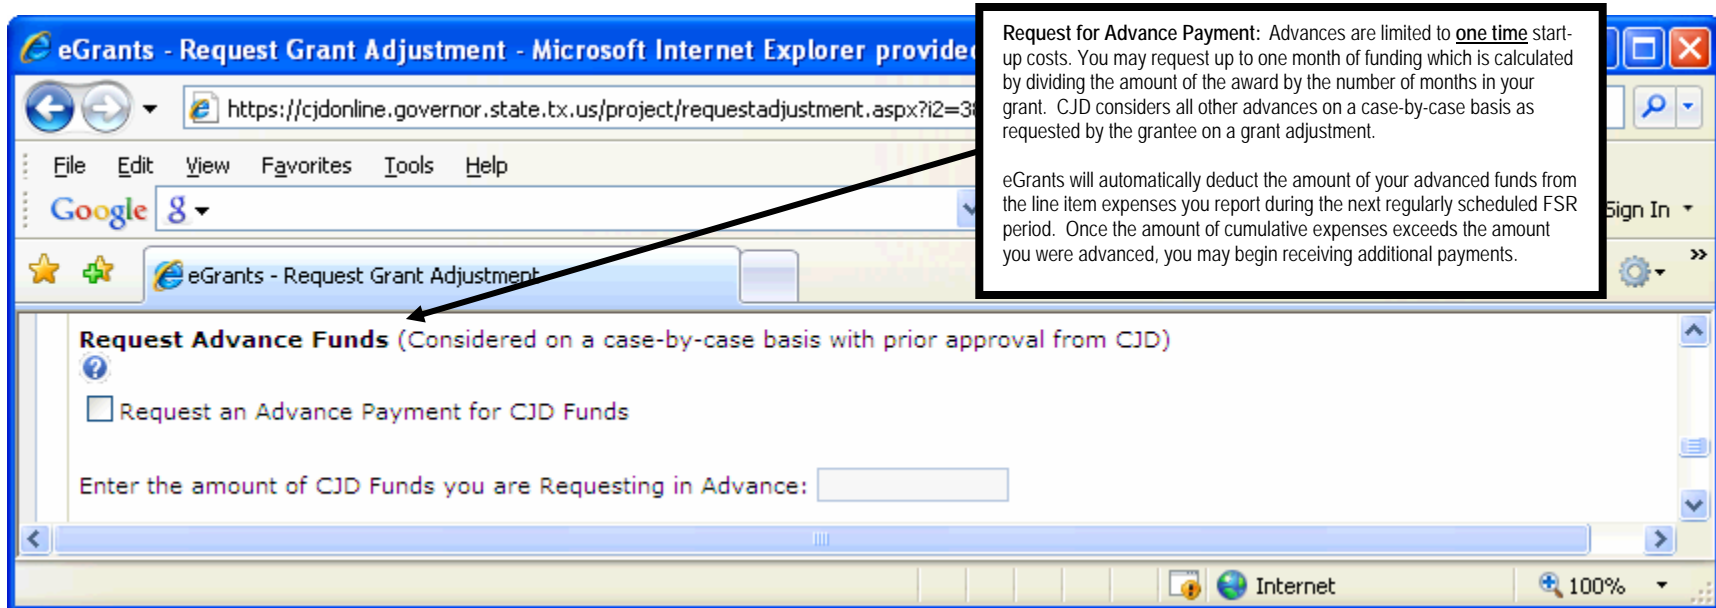 eGrants - Request Grant Adjustment - Microsoft Internet Explorer provided
https://cjdonline.governor.state.tx.us/project/requestadjustment.aspx?i2=38
File Edit View Favorites Tools Help
Google
Sign In
eGrants - Request Grant Adjustment
Request for Advance Payment: Advances are limited to one time start-
up costs. You may request up to one month of funding which is calculated
by dividing the amount of the award by the number of months in your
grant. CJD considers all other advances on a case-by-case basis as
requested by the grantee on a grant adjustment.
eGrants will automatically deduct the amount of your advanced funds from
the line item expenses you report during the next regularly scheduled FSR
period. Once the amount of cumulative expenses exceeds the amount
you were advanced, you may begin receiving additional payments.
Request Advance Funds (Considered on a case-by-case basis with prior approval from CJD)
Request an Advance Payment for CJD Funds
Enter the amount of CJD Funds you are Requesting in Advance:
Internet
100%